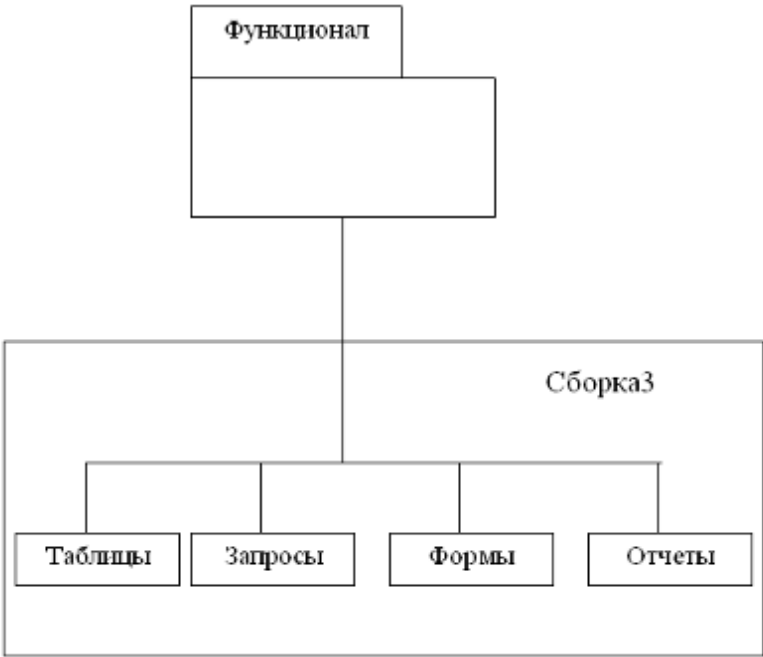 Функционал
Сборка3
Таблицы
Запросы
Формы
Отчеты